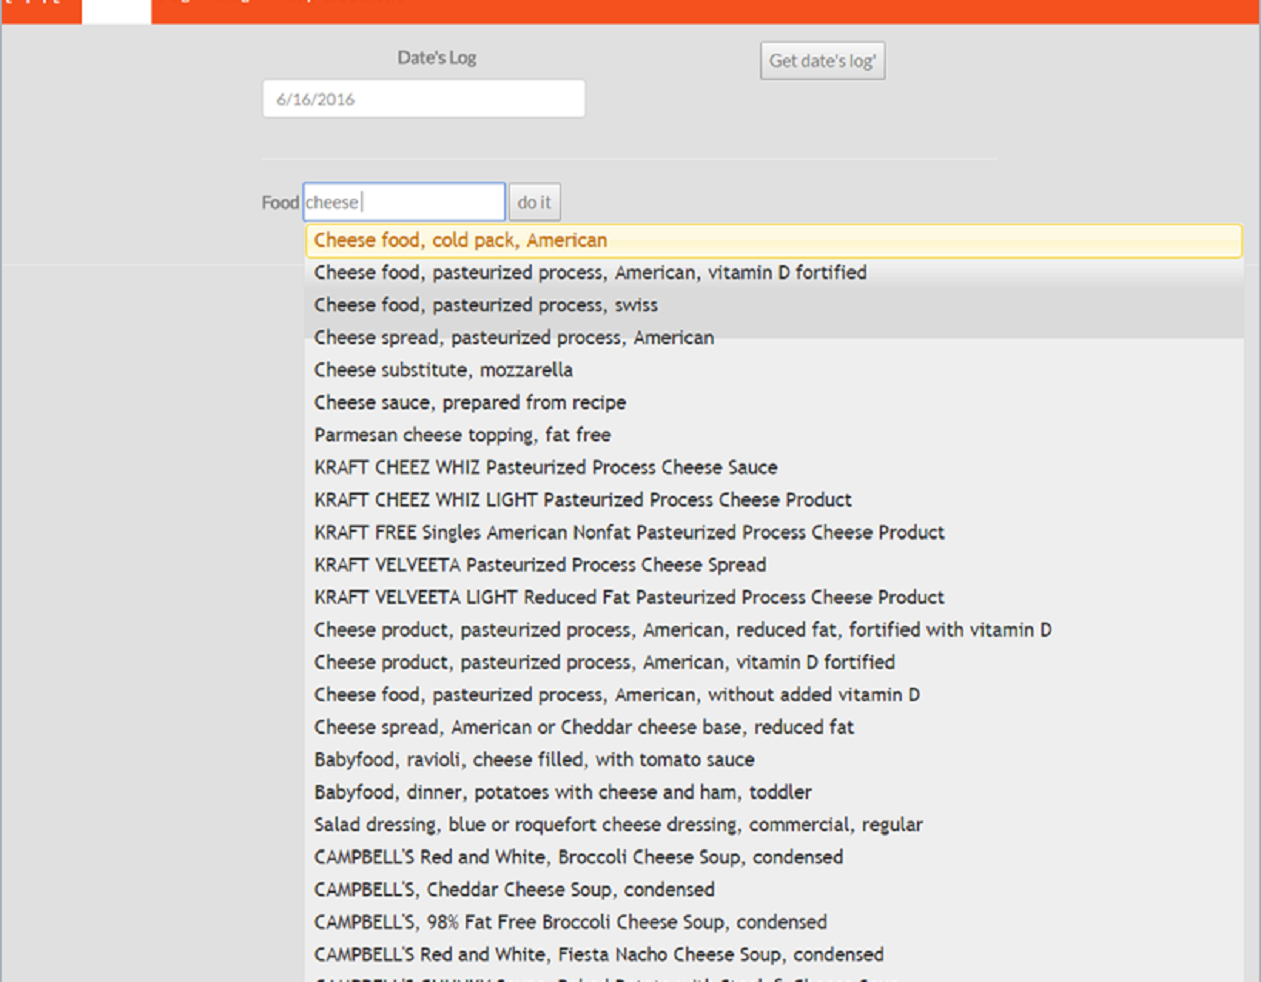 Date's Log
Get date's log'
6/16/2016
Food cheese do it
Cheese food, cold pack, American
Cheese food, pasteurized process, American, vitamin D fortified
Cheese food, pasteurized process, swiss
Cheese spread, pasteurized process, American
Cheese substitute, mozzarella
Cheese sauce, prepared from recipe
Parmesan cheese topping, fat free
KRAFT CHEEZ WHIZ Pasteurized Process Cheese Sauce
KRAFT CHEEZ WHIZ LIGHT Pasteurized Process Cheese Product
KRAFT FREE Singles American Nonfat Pasteurized Process Cheese Product
KRAFT VELVEETA Pasteurized Process Cheese Spread
KRAFT VELVEETA LIGHT Reduced Fat Pasteurized Process Cheese Product
Cheese product, pasteurized process, American, reduced fat, fortified with vitamin D
Cheese product, pasteurized process, American, vitamin D fortified
Cheese food, pasteurized process, American, without added vitamin D
Cheese spread, American or Cheddar cheese base, reduced fat
Babyfood, ravioli, cheese filled, with tomato sauce
Babyfood, dinner, potatoes with cheese and ham, toddler
Salad dressing, blue or roquefort cheese dressing, commercial, regular
CAMPBELL'S Red and White, Broccoli Cheese Soup, condensed
CAMPBELL'S, Cheddar Cheese Soup, condensed
CAMPBELL'S, 98% Fat Free Broccoli Cheese Soup, condensed
CAMPBELL'S Red and White, Fiesta Nacho Cheese Soup, condensed